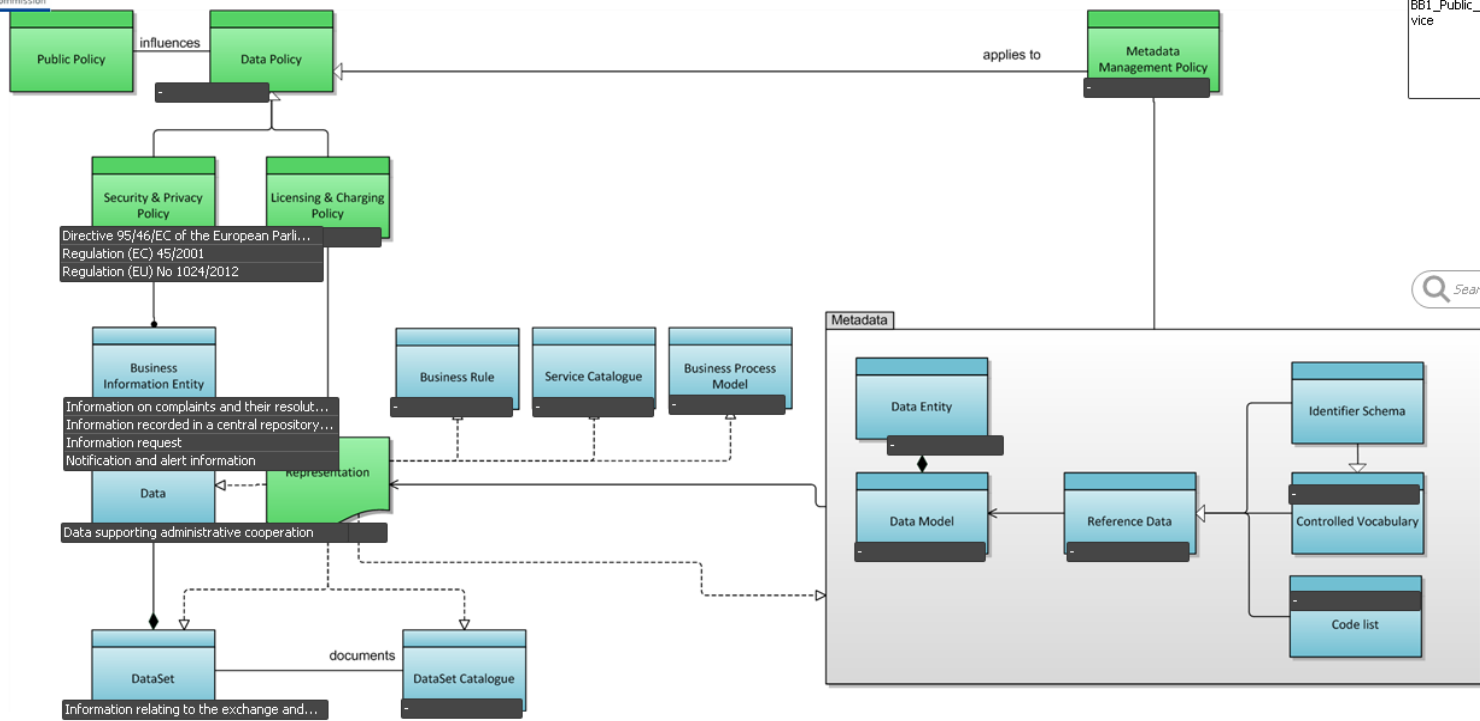 BB1_Public_
vice
influences
Public Policy
Data Policy
-
applies to
Metadata
Management Policy
-
Security & Privacy
Policy
Licensing & Charging
Policy
Directive 95/46/EC of the European Parli...
Regulation (EC) 45/2001
Regulation (EU) No 1024/2012
Business
Information Entity
Information on complaints and their resolut...
Information recorded in a central repository...
Information request
Notification and alert information
Business Rule
-
Service Catalogue
-
Business Process
Model
-
Representation
Data
Data supporting administrative cooperation
DataSet
Information relating to the exchange and...
documents
DataSet Catalogue
-
Metadata
Data Entity
-
Data Model
-
Reference Data
-
Identifier Schema
-
Controlled Vocabulary
-
Code list